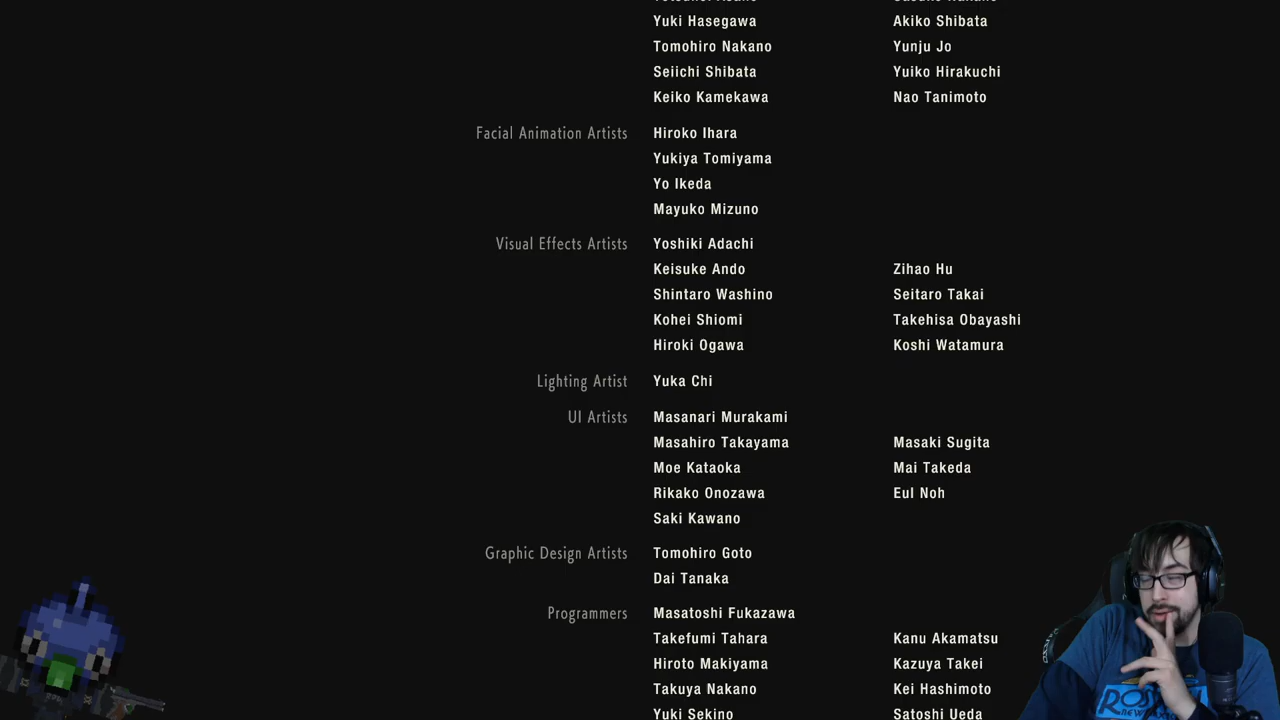 Yuki Hasegawa Akiko Shibata
Tomohiro Nakano Yunju Jo
Seiichi Shibata Yuiko Hirakuchi
Keiko Kamekawa Nao Tanimoto
Facial Animation Artists Hiroko Ihara
Yukiya Tomiyama
Yo Ikeda
Mayuko Mizuno
Visual Effects Artists Yoshiki Adachi
Keisuke Ando Zihao Hu
Shintaro Washino Seitaro Takai
Kohei Shiomi Takehisa Obayashi
Hiroki Ogawa Koshi Watamura
Lighting Artist Yuka Chi
UI Artists Masanari Murakami
Masahiro Takayama Masaki Sugita
Moe Kataoka Mai Takeda
Rikako Onozawa Eul Noh
Saki Kawano
Graphic Design Artists Tomohiro Goto
Dai Tanaka
Programmers Masatoshi Fukazawa
Takefumi Tahara Kanu Akamatsu
Hiroto Makiyama Kazuya Takei
Takuya Nakano Kei Hashimoto
Yuki Sekino Satoshi Ueda